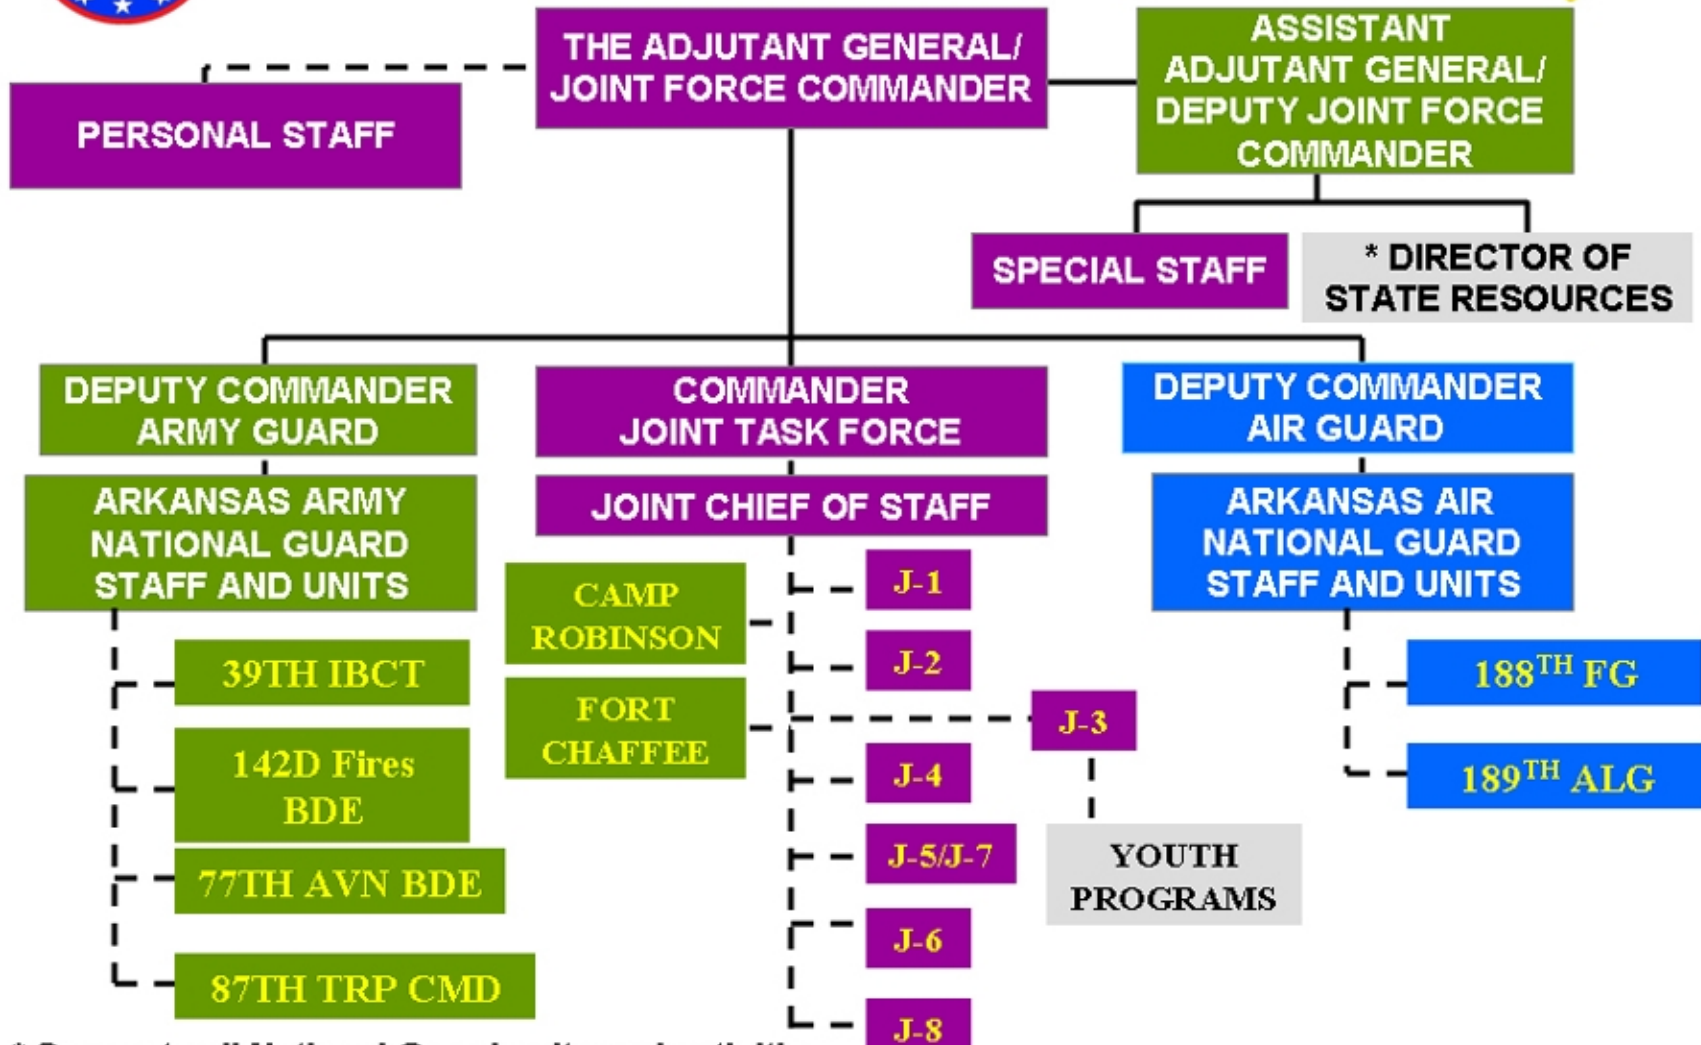 THE ADJUTANT GENERAL/
JOINT FORCE COMMANDER
ASSISTANT
ADJUTANT GENERAL/
DEPUTY JOINT FORCE
COMMANDER
PERSONAL STAFF
SPECIAL STAFF
* DIRECTOR OF
STATE RESOURCES
DEPUTY COMMANDER
ARMY GUARD
COMMANDER
JOINT TASK FORCE
DEPUTY COMMANDER
AIR GUARD
ARKANSAS ARMY
NATIONAL GUARD
STAFF AND UNITS
JOINT CHIEF OF STAFF
ARKANSAS AIR
NATIONAL GUARD
STAFF AND UNITS
CAMP
ROBINSON
FORT
CHAFFEE
J-1
J-2
J-3
J-4
J-5/J-7
J-6
J-8
YOUTH
PROGRAMS
39TH IBCT
142D Fires
BDE
77TH AVN BDE
87TH TRP CMD
188TH FG
189TH ALG